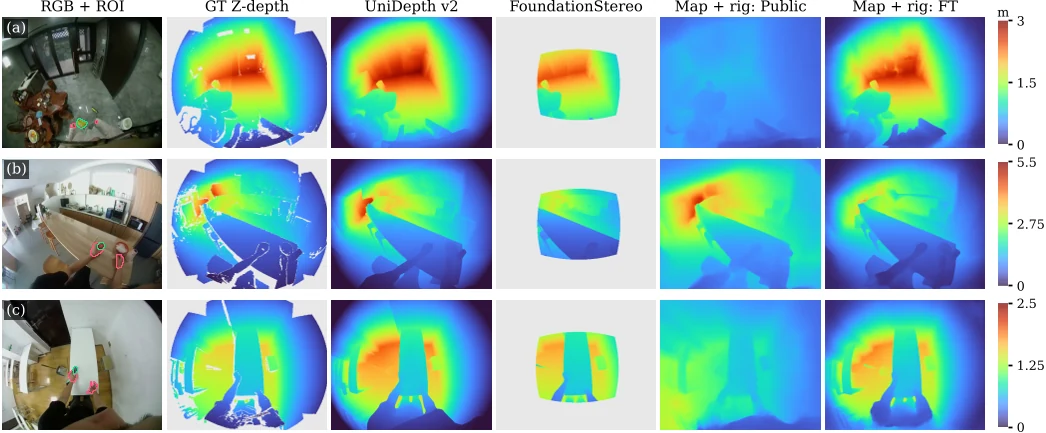 RGB + ROI GT Z-depth UniDepth v2 FoundationStereo Map + rig: Public Map + rig: FT m
(a) 3
1.5
0
(b) 5.5
2.75
0
(c) 2.5
1.25
0